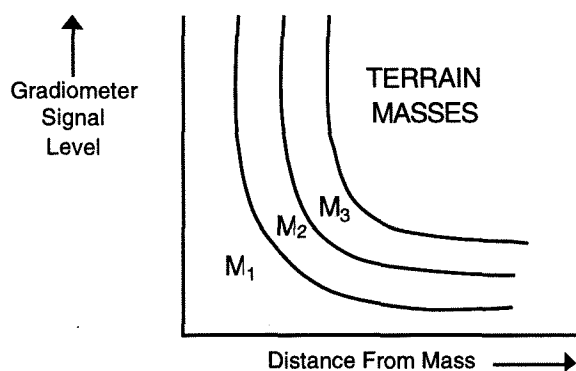 Gradiometer
Signal
Level
TERRAIN
MASSES
M₃
M₂
M₁
Distance From Mass